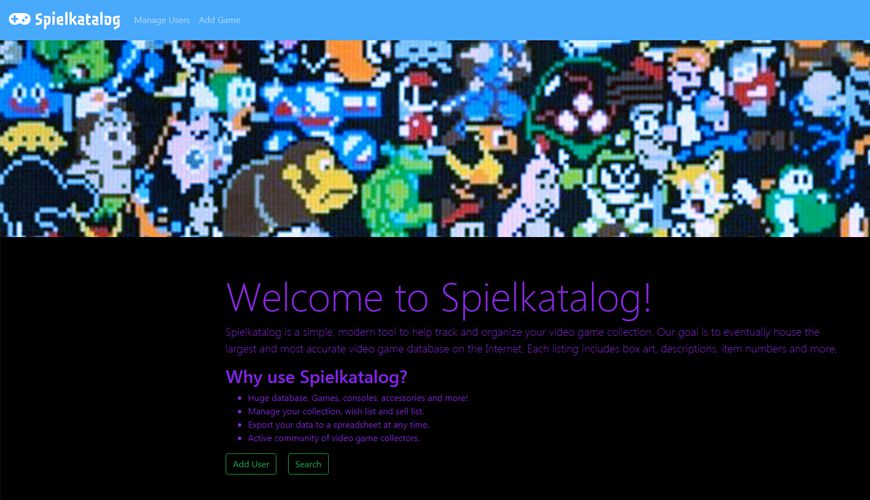 Spielkatalog Manage Users Add Game
Welcome to Spielkatalog!
Spielkatalog is a simple, modern tool to help track and organize your video game collection. Our goal is to eventually house the
largest and most accurate video game database on the Internet. Each listing includes box art, descriptions, item numbers and more.
Why use Spielkatalog?
Huge database. Games, consoles, accessories and more!
Manage your collection, wish list and sell list.
Export your data to a spreadsheet at any time.
Active community of video game collectors.
Add User Search